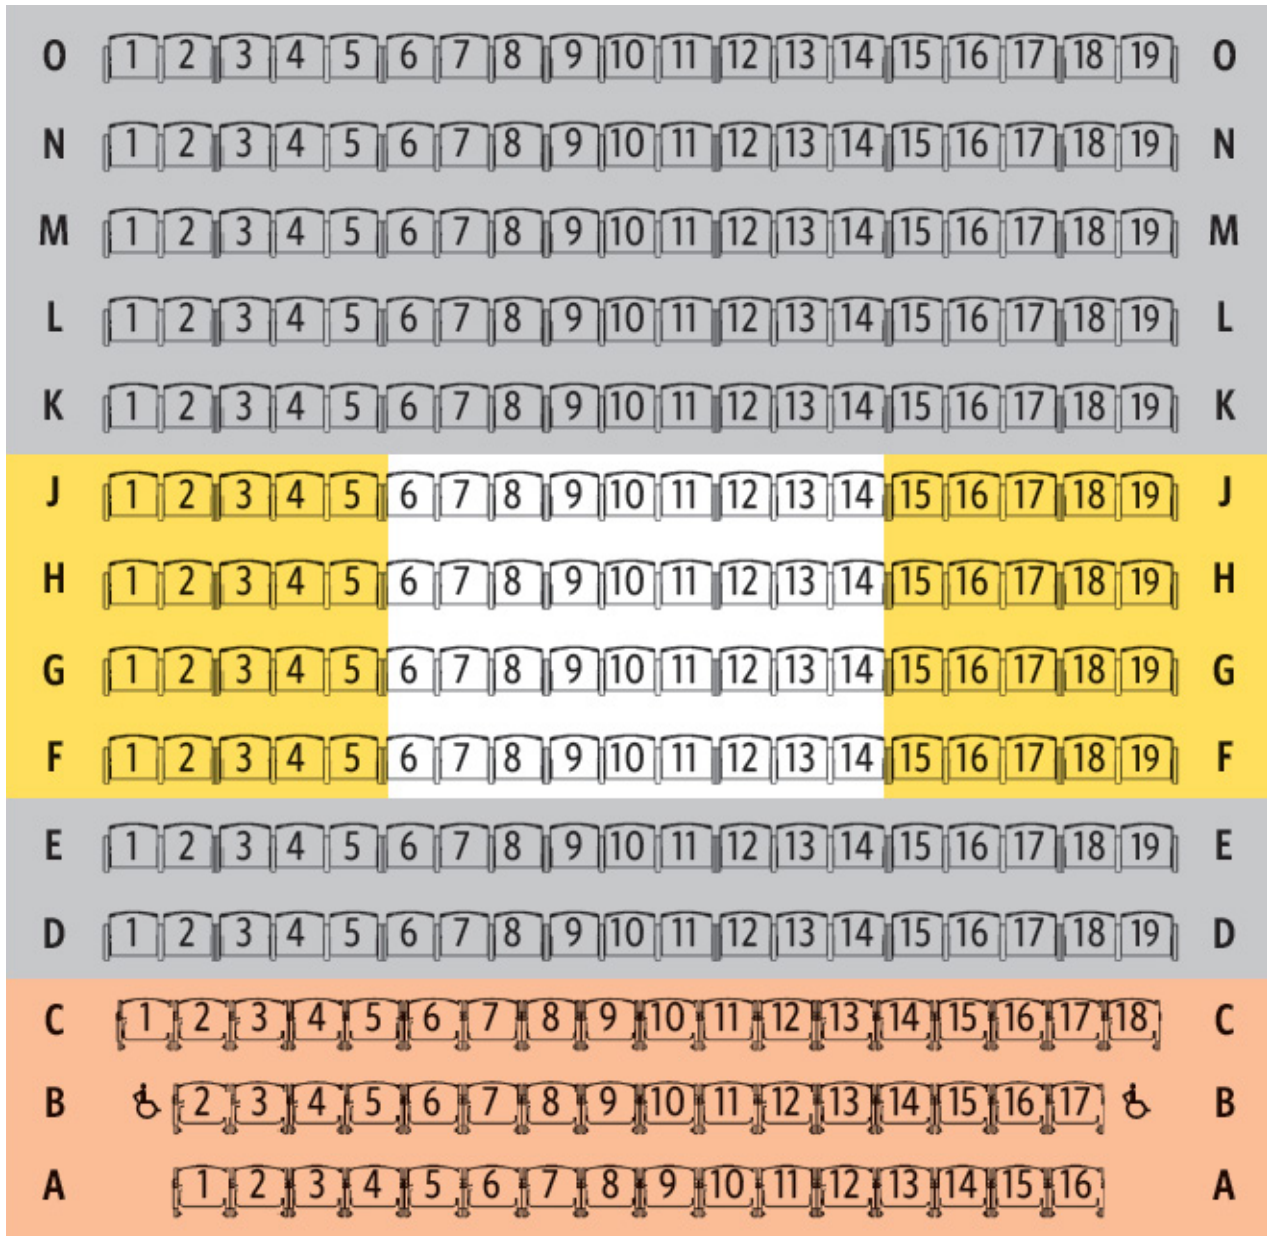 O 1 2 3 4 5 6 7 8 9 10 11 12 13 14 15 16 17 18 19 O
N 1 2 3 4 5 6 7 8 9 10 11 12 13 14 15 16 17 18 19 N
M 1 2 3 4 5 6 7 8 9 10 11 12 13 14 15 16 17 18 19 M
L 1 2 3 4 5 6 7 8 9 10 11 12 13 14 15 16 17 18 19 L
K 1 2 3 4 5 6 7 8 9 10 11 12 13 14 15 16 17 18 19 K
J 1 2 3 4 5 6 7 8 9 10 11 12 13 14 15 16 17 18 19 J
H 1 2 3 4 5 6 7 8 9 10 11 12 13 14 15 16 17 18 19 H
G 1 2 3 4 5 6 7 8 9 10 11 12 13 14 15 16 17 18 19 G
F 1 2 3 4 5 6 7 8 9 10 11 12 13 14 15 16 17 18 19 F
E 1 2 3 4 5 6 7 8 9 10 11 12 13 14 15 16 17 18 19 E
D 1 2 3 4 5 6 7 8 9 10 11 12 13 14 15 16 17 18 19 D
C 1 2 3 4 5 6 7 8 9 10 11 12 13 14 15 16 17 18 C
B 2 3 4 5 6 7 8 9 10 11 12 13 14 15 16 17 B
A 1 2 3 4 5 6 7 8 9 10 11 12 13 14 15 16 A